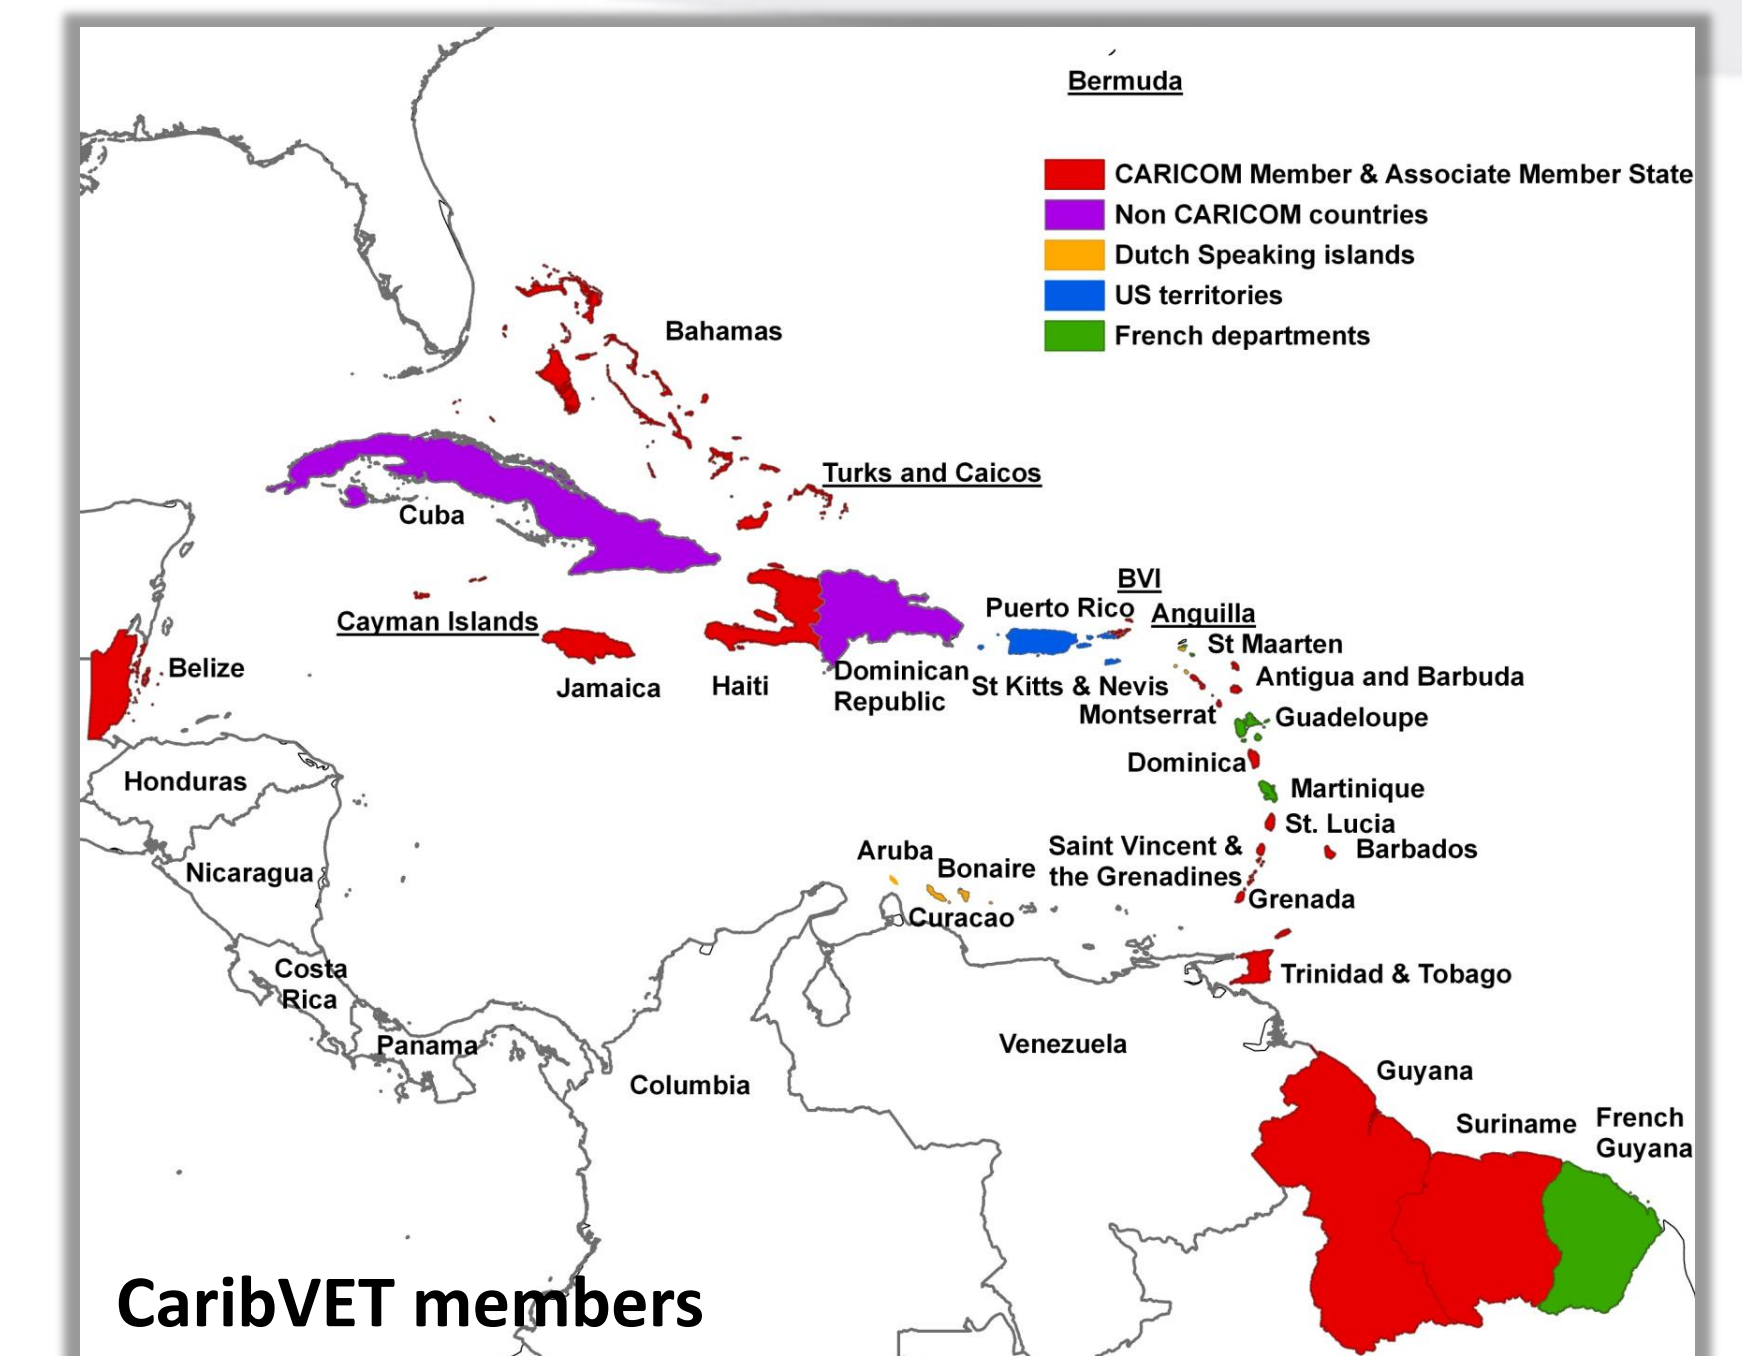 Bermuda
CARICOM Member & Associate Member State
Non CARICOM countries
Dutch Speaking islands
US territories
French departments
Bahamas
Turks and Caicos
Cuba
BVI
Puerto Rico
Anguilla
Cayman Islands
St Maarten
Belize
Jamaica
Haiti
Dominican
Republic
St Kitts & Nevis
Antigua and Barbuda
Montserrat
Guadeloupe
Dominica
Honduras
Martinique
St. Lucia
Saint Vincent &
the Grenadines
Barbados
Aruba
Bonaire
Nicaragua
Grenada
Curacao
Costa
Rica
Trinidad & Tobago
Panama
Venezuela
Columbia
Guyana
Suriname
French
Guyana
CaribVET members